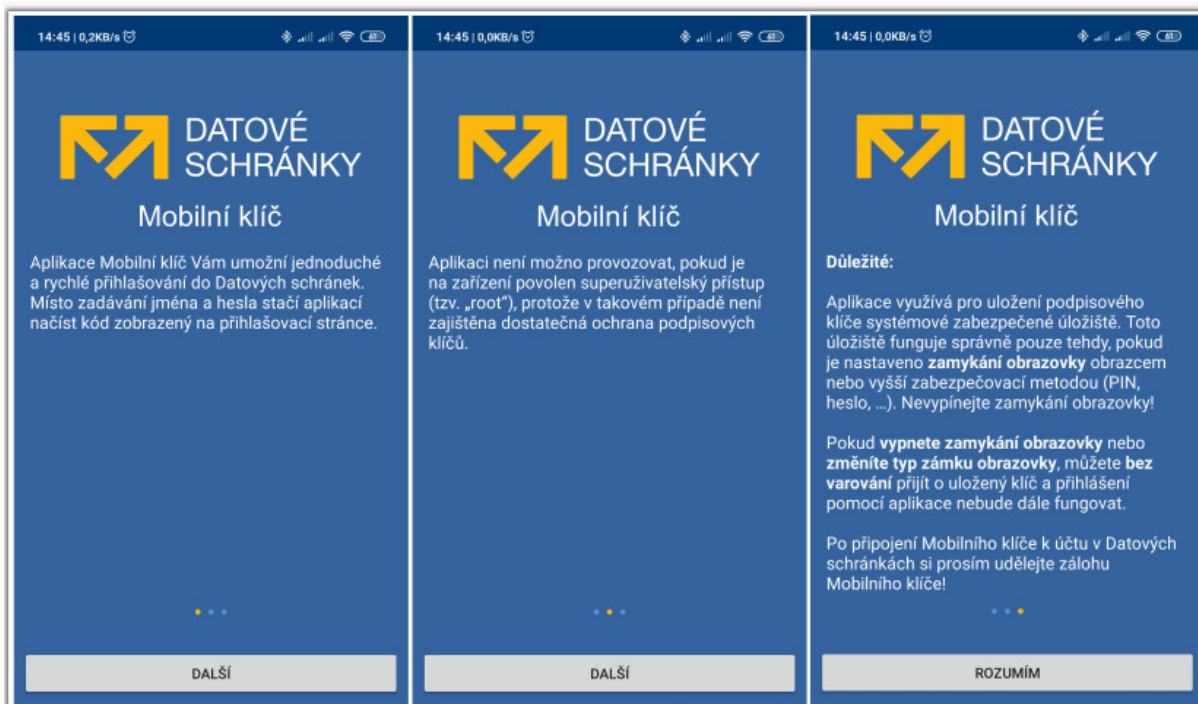 14:45 | 0,2KB/s
61
DATOVÉ
SCHRÁNKY
Mobilní klíč
Aplikace Mobilní klíč Vám umožní jednoduché
a rychlé přihlašování do Datových schránek.
Místo zadávání jména a hesla stačí aplikací
načíst kód zobrazený na přihlašovací stránce.
DALŠÍ
14:45 | 0,0KB/s
61
DATOVÉ
SCHRÁNKY
Mobilní klíč
Aplikaci není možno provozovat, pokud je
na zařízení povolen superuživatelský přístup
(tzv. „root"), protože v takovém případě není
zajištěna dostatečná ochrana podpisových
klíčů.
DALŠÍ
14:45 | 0,0KB/s
61
DATOVÉ
SCHRÁNKY
Mobilní klíč
Důležité:
Aplikace využívá pro uložení podpisového
klíče systémové zabezpečené úložiště. Toto
úložiště funguje správně pouze tehdy, pokud
je nastaveno zamykání obrazovky obrazcem
nebo vyšší zabezpečovací metodou (PIN,
heslo, …). Nevypínejte zamykání obrazovky!
Pokud vypnete zamykání obrazovky nebo
změníte typ zámku obrazovky, můžete bez
varování přijít o uložený klíč a přihlášení
pomocí aplikace nebude dále fungovat.
Po připojení Mobilního klíče k účtu v Datových
schránkách si prosím udělejte zálohu
Mobilního klíče!
ROZUMÍM